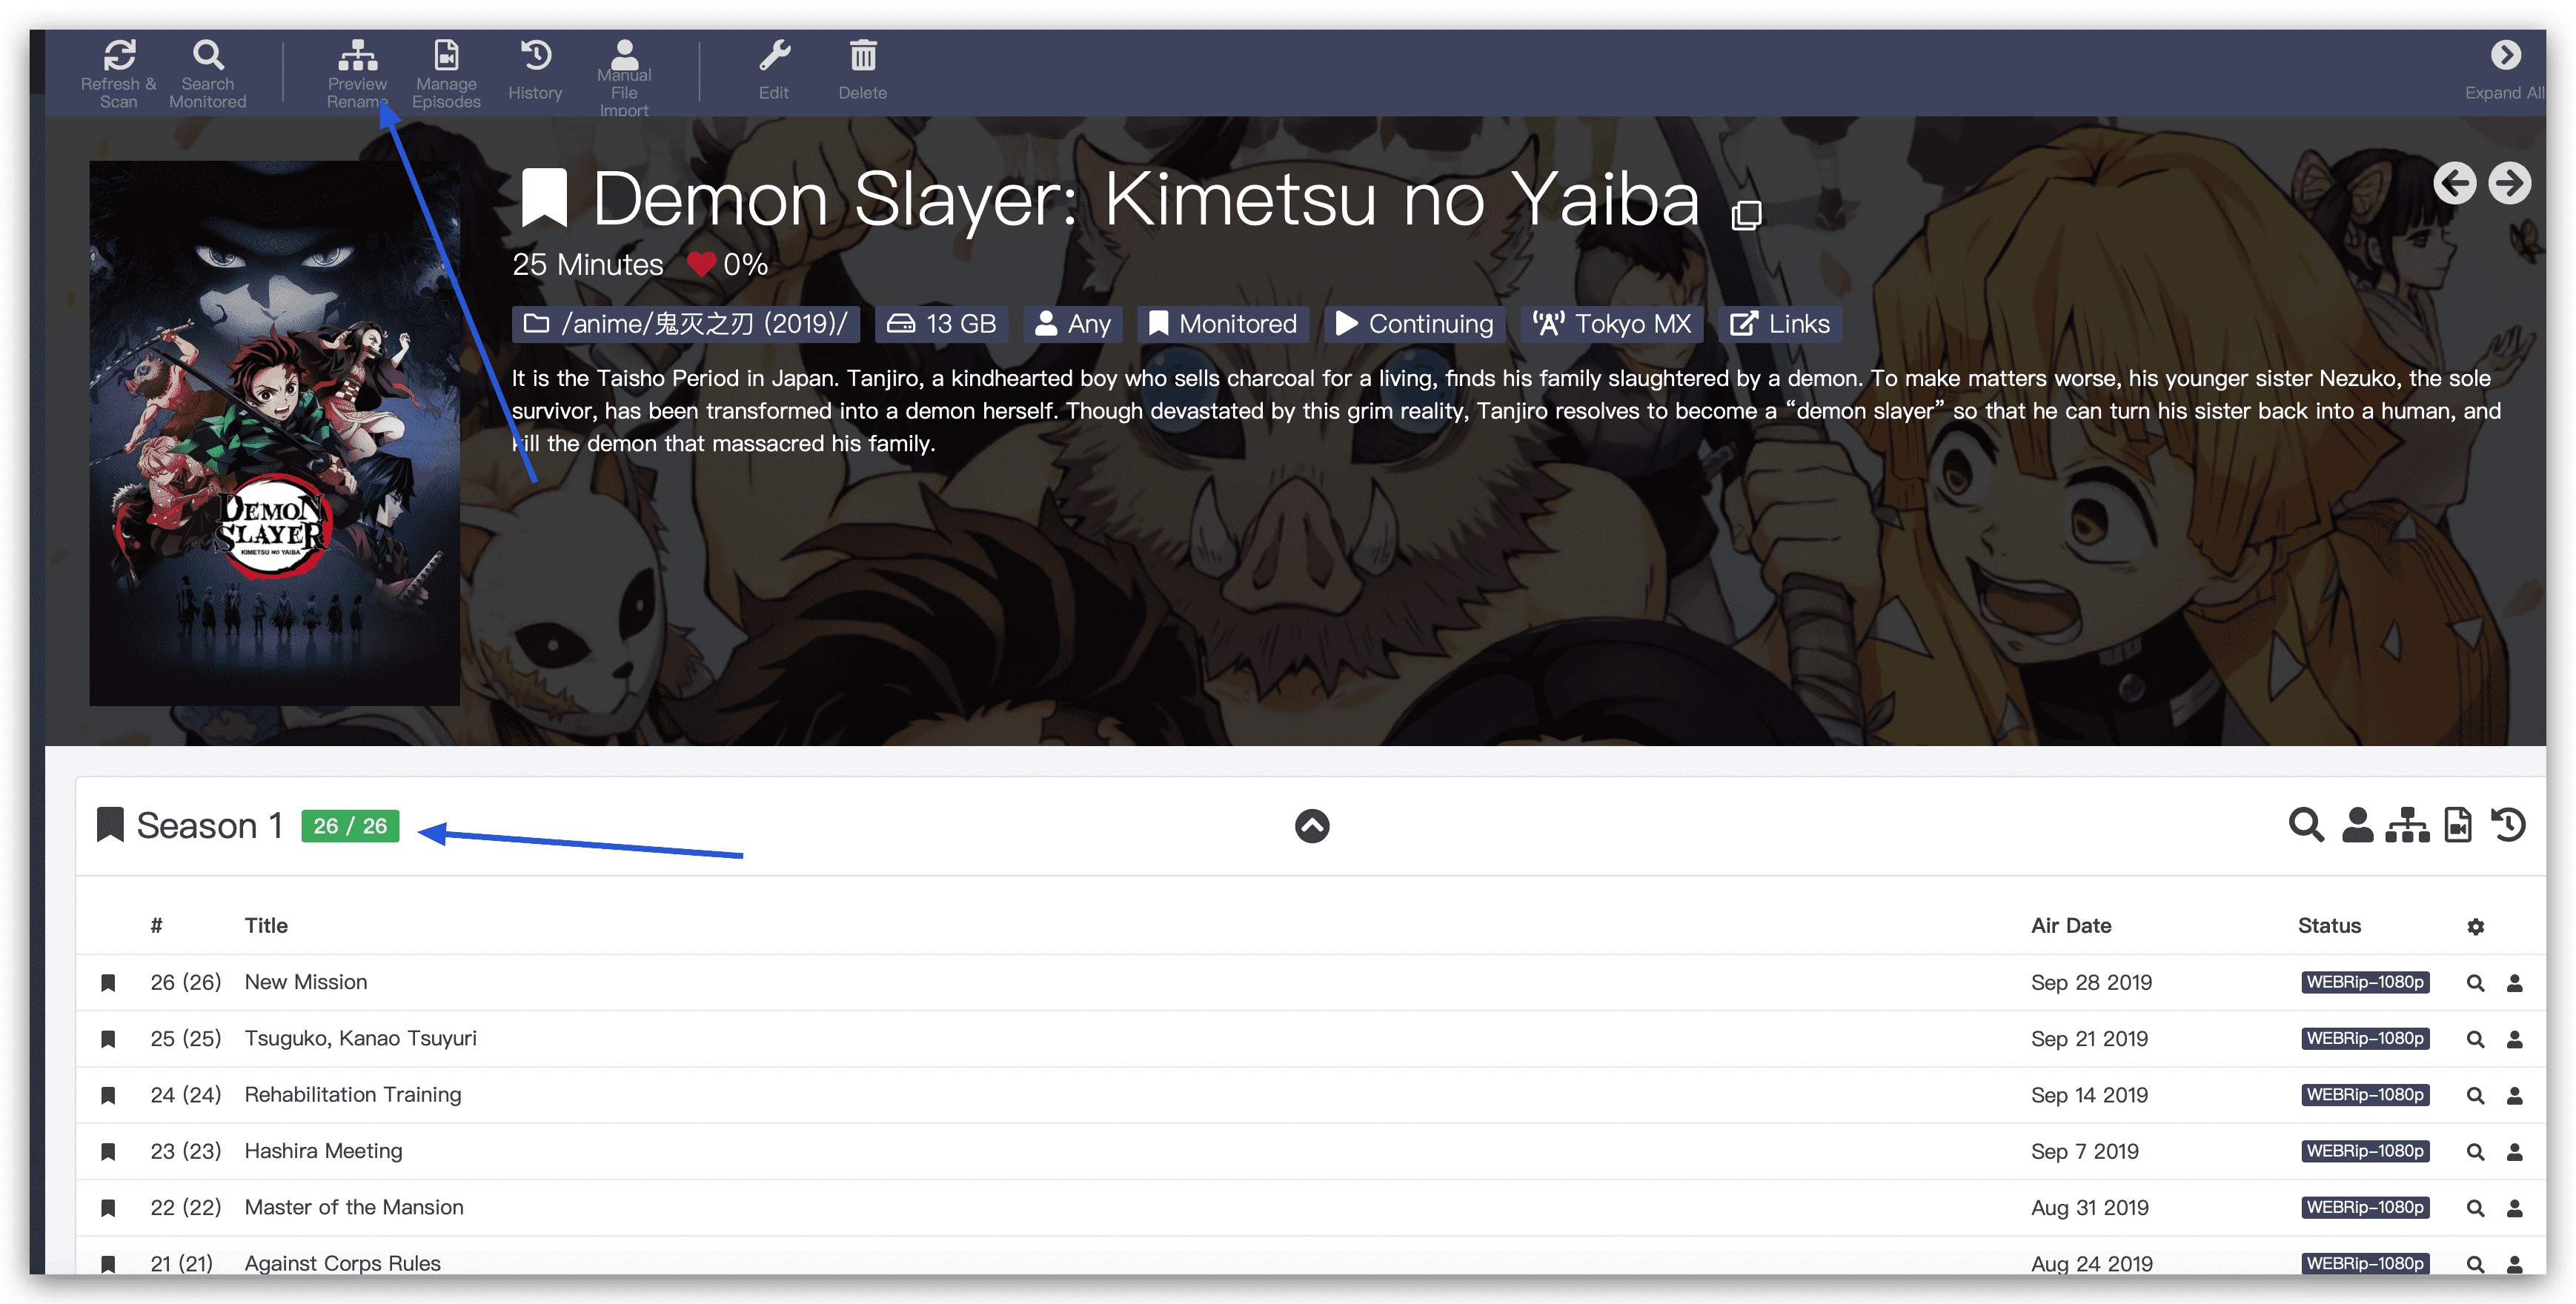 Refresh &
Scan
Search
Monitored
Preview
Rename
Manage
Episodes
History
Manual
File
Import
Edit
Delete
Expand All
Demon Slayer: Kimetsu no Yaiba
25 Minutes 0%
/anime/鬼灭之刃 (2019)/ 13 GB Any Monitored Continuing Tokyo MX Links
It is the Taisho Period in Japan. Tanjiro, a kindhearted boy who sells charcoal for a living, finds his family slaughtered by a demon. To make matters worse, his younger sister Nezuko, the sole
survivor, has been transformed into a demon herself. Though devastated by this grim reality, Tanjiro resolves to become a “demon slayer” so that he can turn his sister back into a human, and
kill the demon that massacred his family.
DEMON
SLAYER
KIMETSU NO YAIBA
Season 1 26 / 26
# Title Air Date Status
26 (26) New Mission Sep 28 2019 WEBRip-1080p
25 (25) Tsuguko, Kanao Tsuyuri Sep 21 2019 WEBRip-1080p
24 (24) Rehabilitation Training Sep 14 2019 WEBRip-1080p
23 (23) Hashira Meeting Sep 7 2019 WEBRip-1080p
22 (22) Master of the Mansion Aug 31 2019 WEBRip-1080p
21 (21) Against Corps Rules Aug 24 2019 WEBRip-1080p